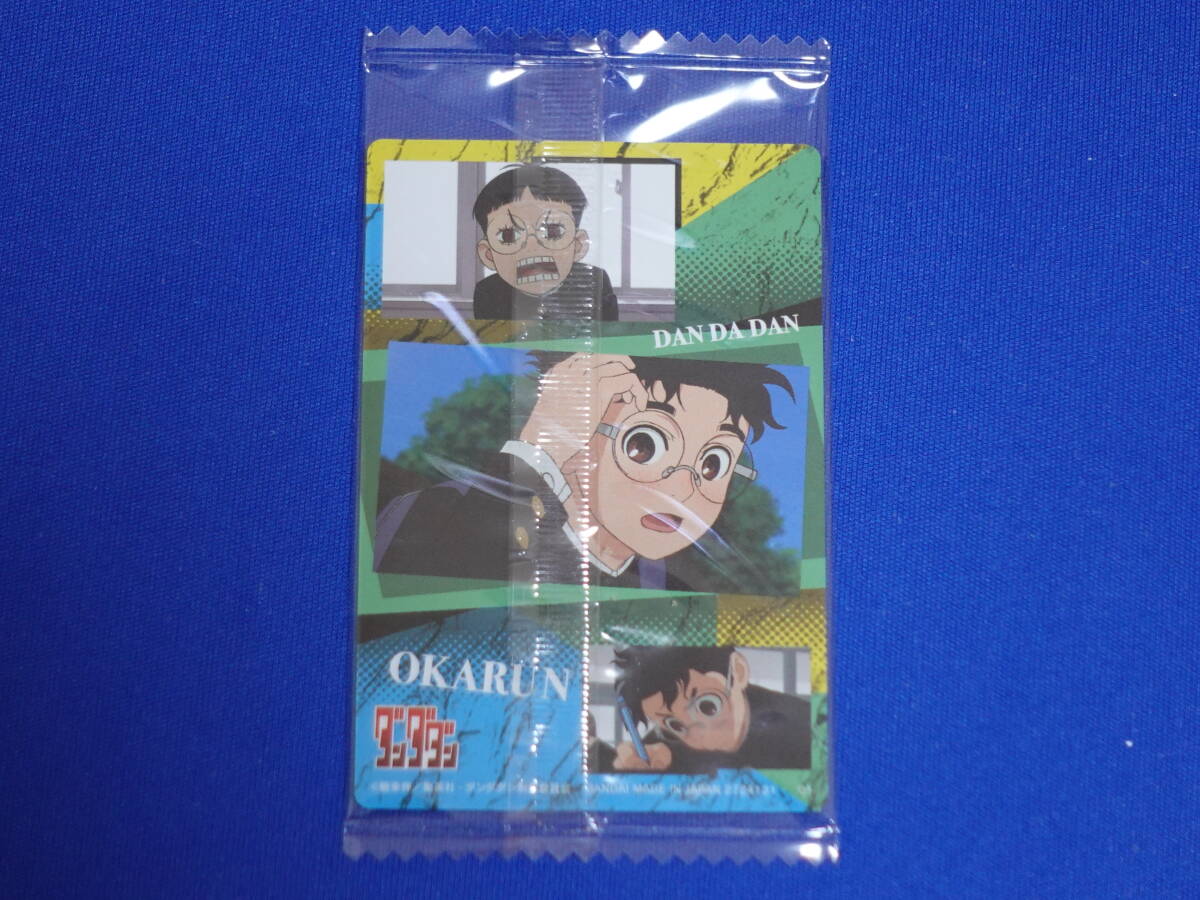 DAN DA DAN
OKARUN
ダンダダン
BANDAI MADE IN JAPAN